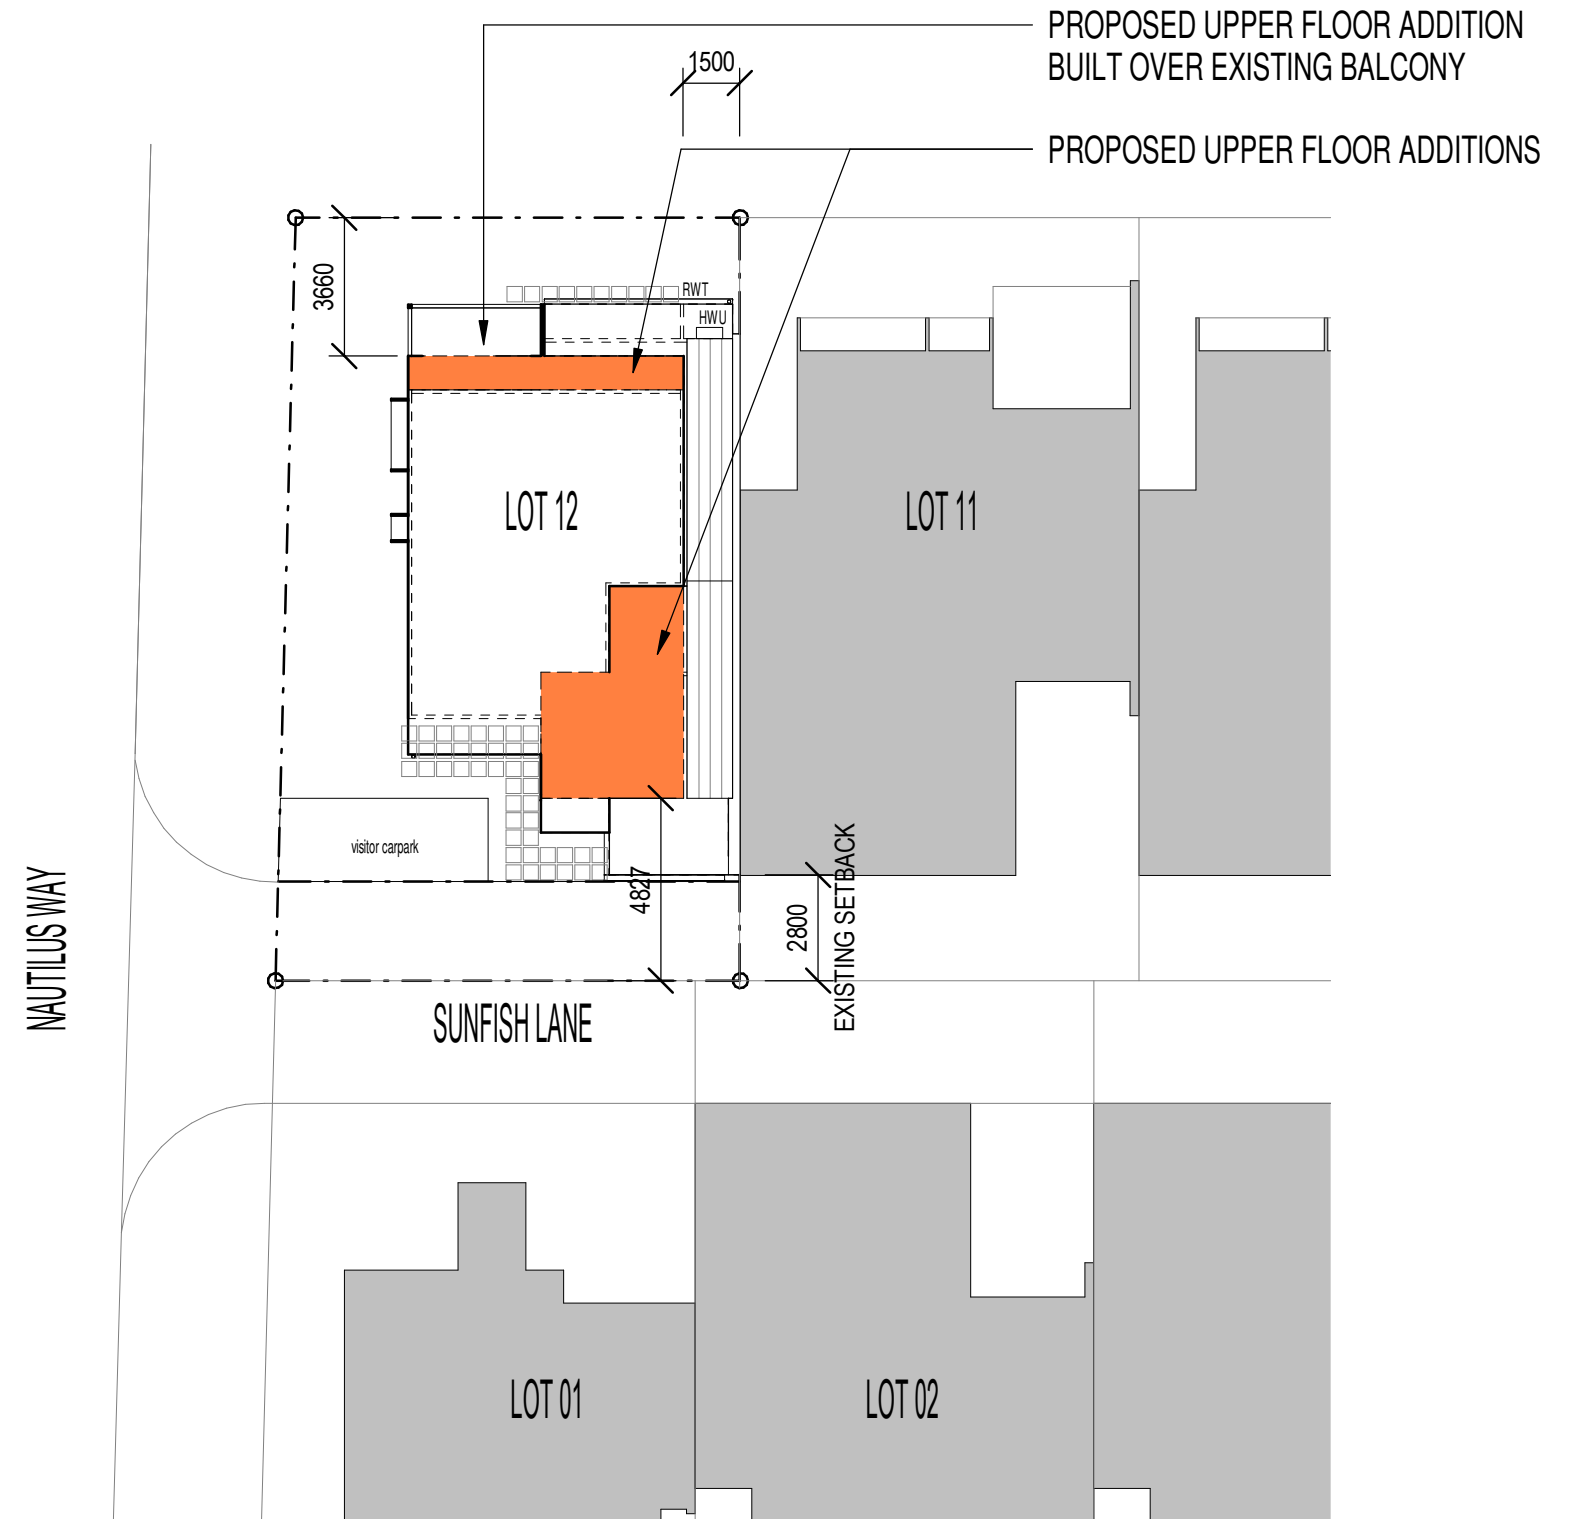 PROPOSED UPPER FLOOR ADDITION
BUILT OVER EXISTING BALCONY
1500
PROPOSED UPPER FLOOR ADDITIONS
3660
RWT
HWU
LOT 12
LOT 11
visitor carpark
4827
2800
EXISTING SETBACK
NAUTILUS WAY
SUNFISH LANE
LOT 01
LOT 02